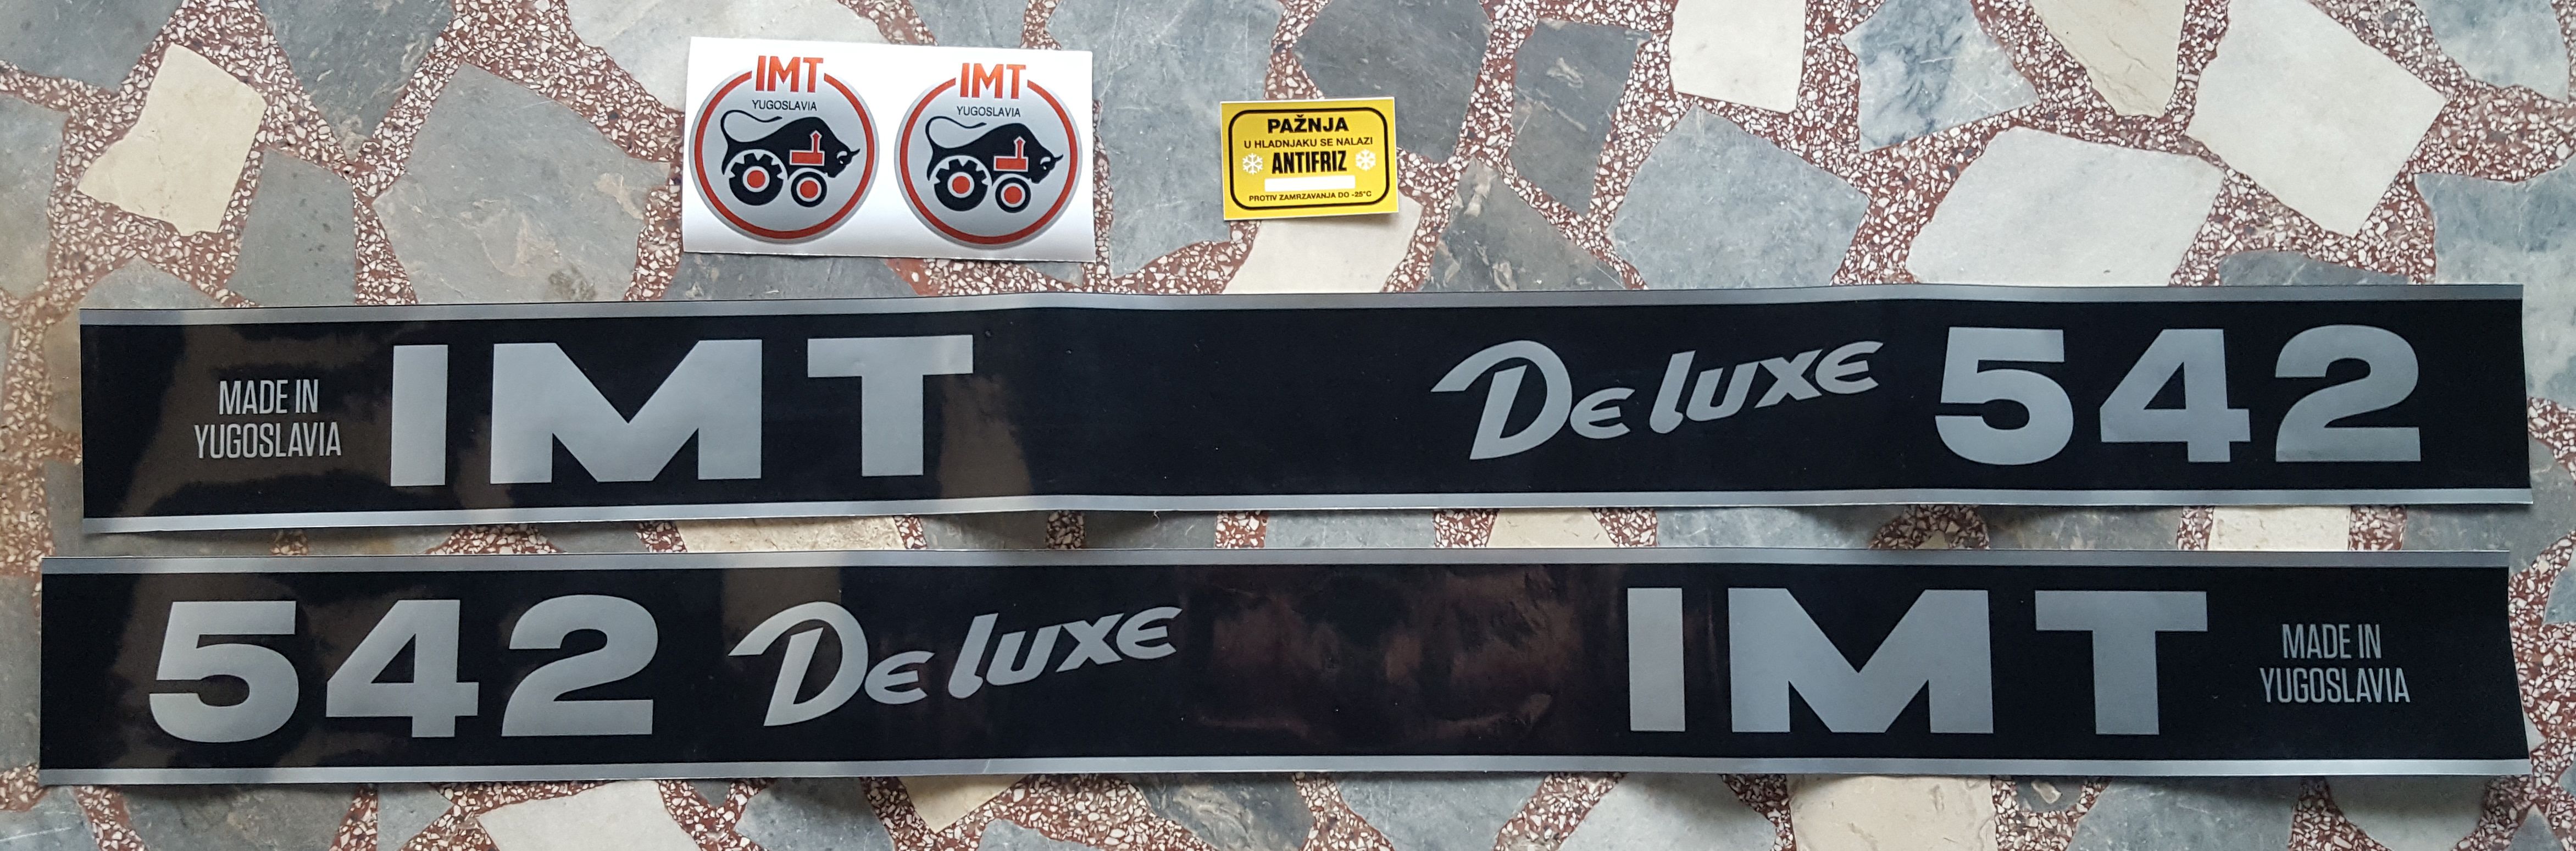 IMT
YUGOSLAVIA
IMT
YUGOSLAVIA
PAŽNJA
U HLADNJAKU SE NALAZI
ANTIFRIZ
PROTIV ZAMRZAVANJA DO -25°C
MADE IN
YUGOSLAVIA
IMT
De luxe 542
542 De luxe
IMT
MADE IN
YUGOSLAVIA